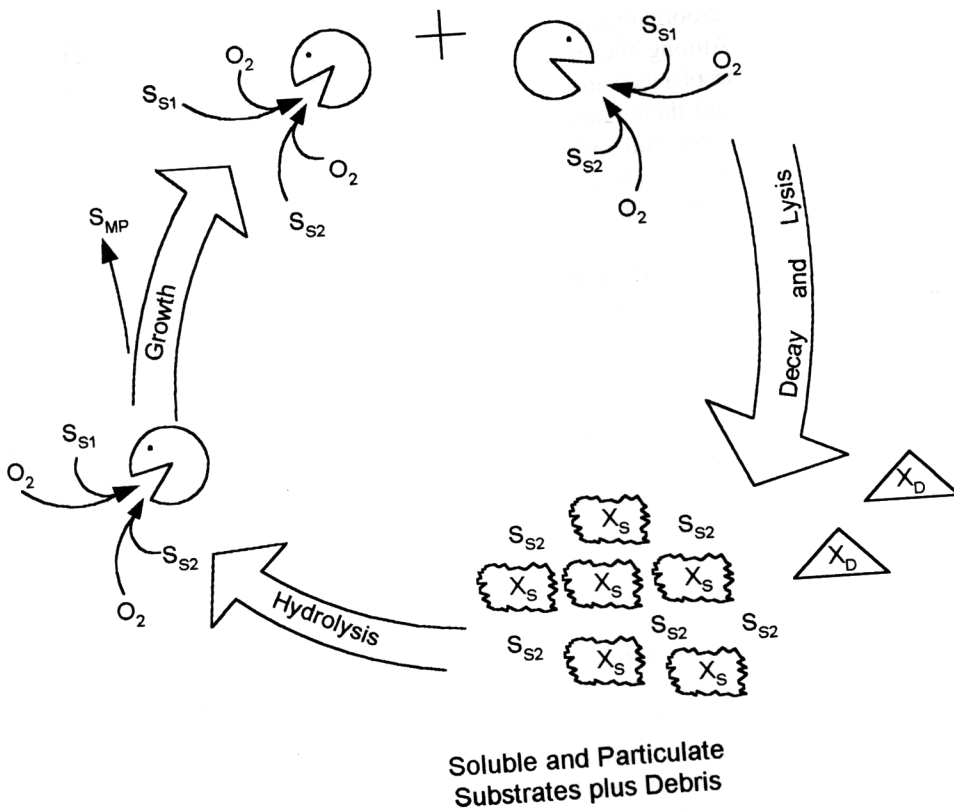 +
O2
SS1
O2
SS2
SS1
O2
SS2
O2
SMP
Growth
Decay and Lysis
SS1
O2
SS2
O2
Hydrolysis
XS
SS2
SS2
XS
XS
XS
SS2
SS2
SS2
XS
XS
XD
XD
Soluble and Particulate
Substrates plus Debris